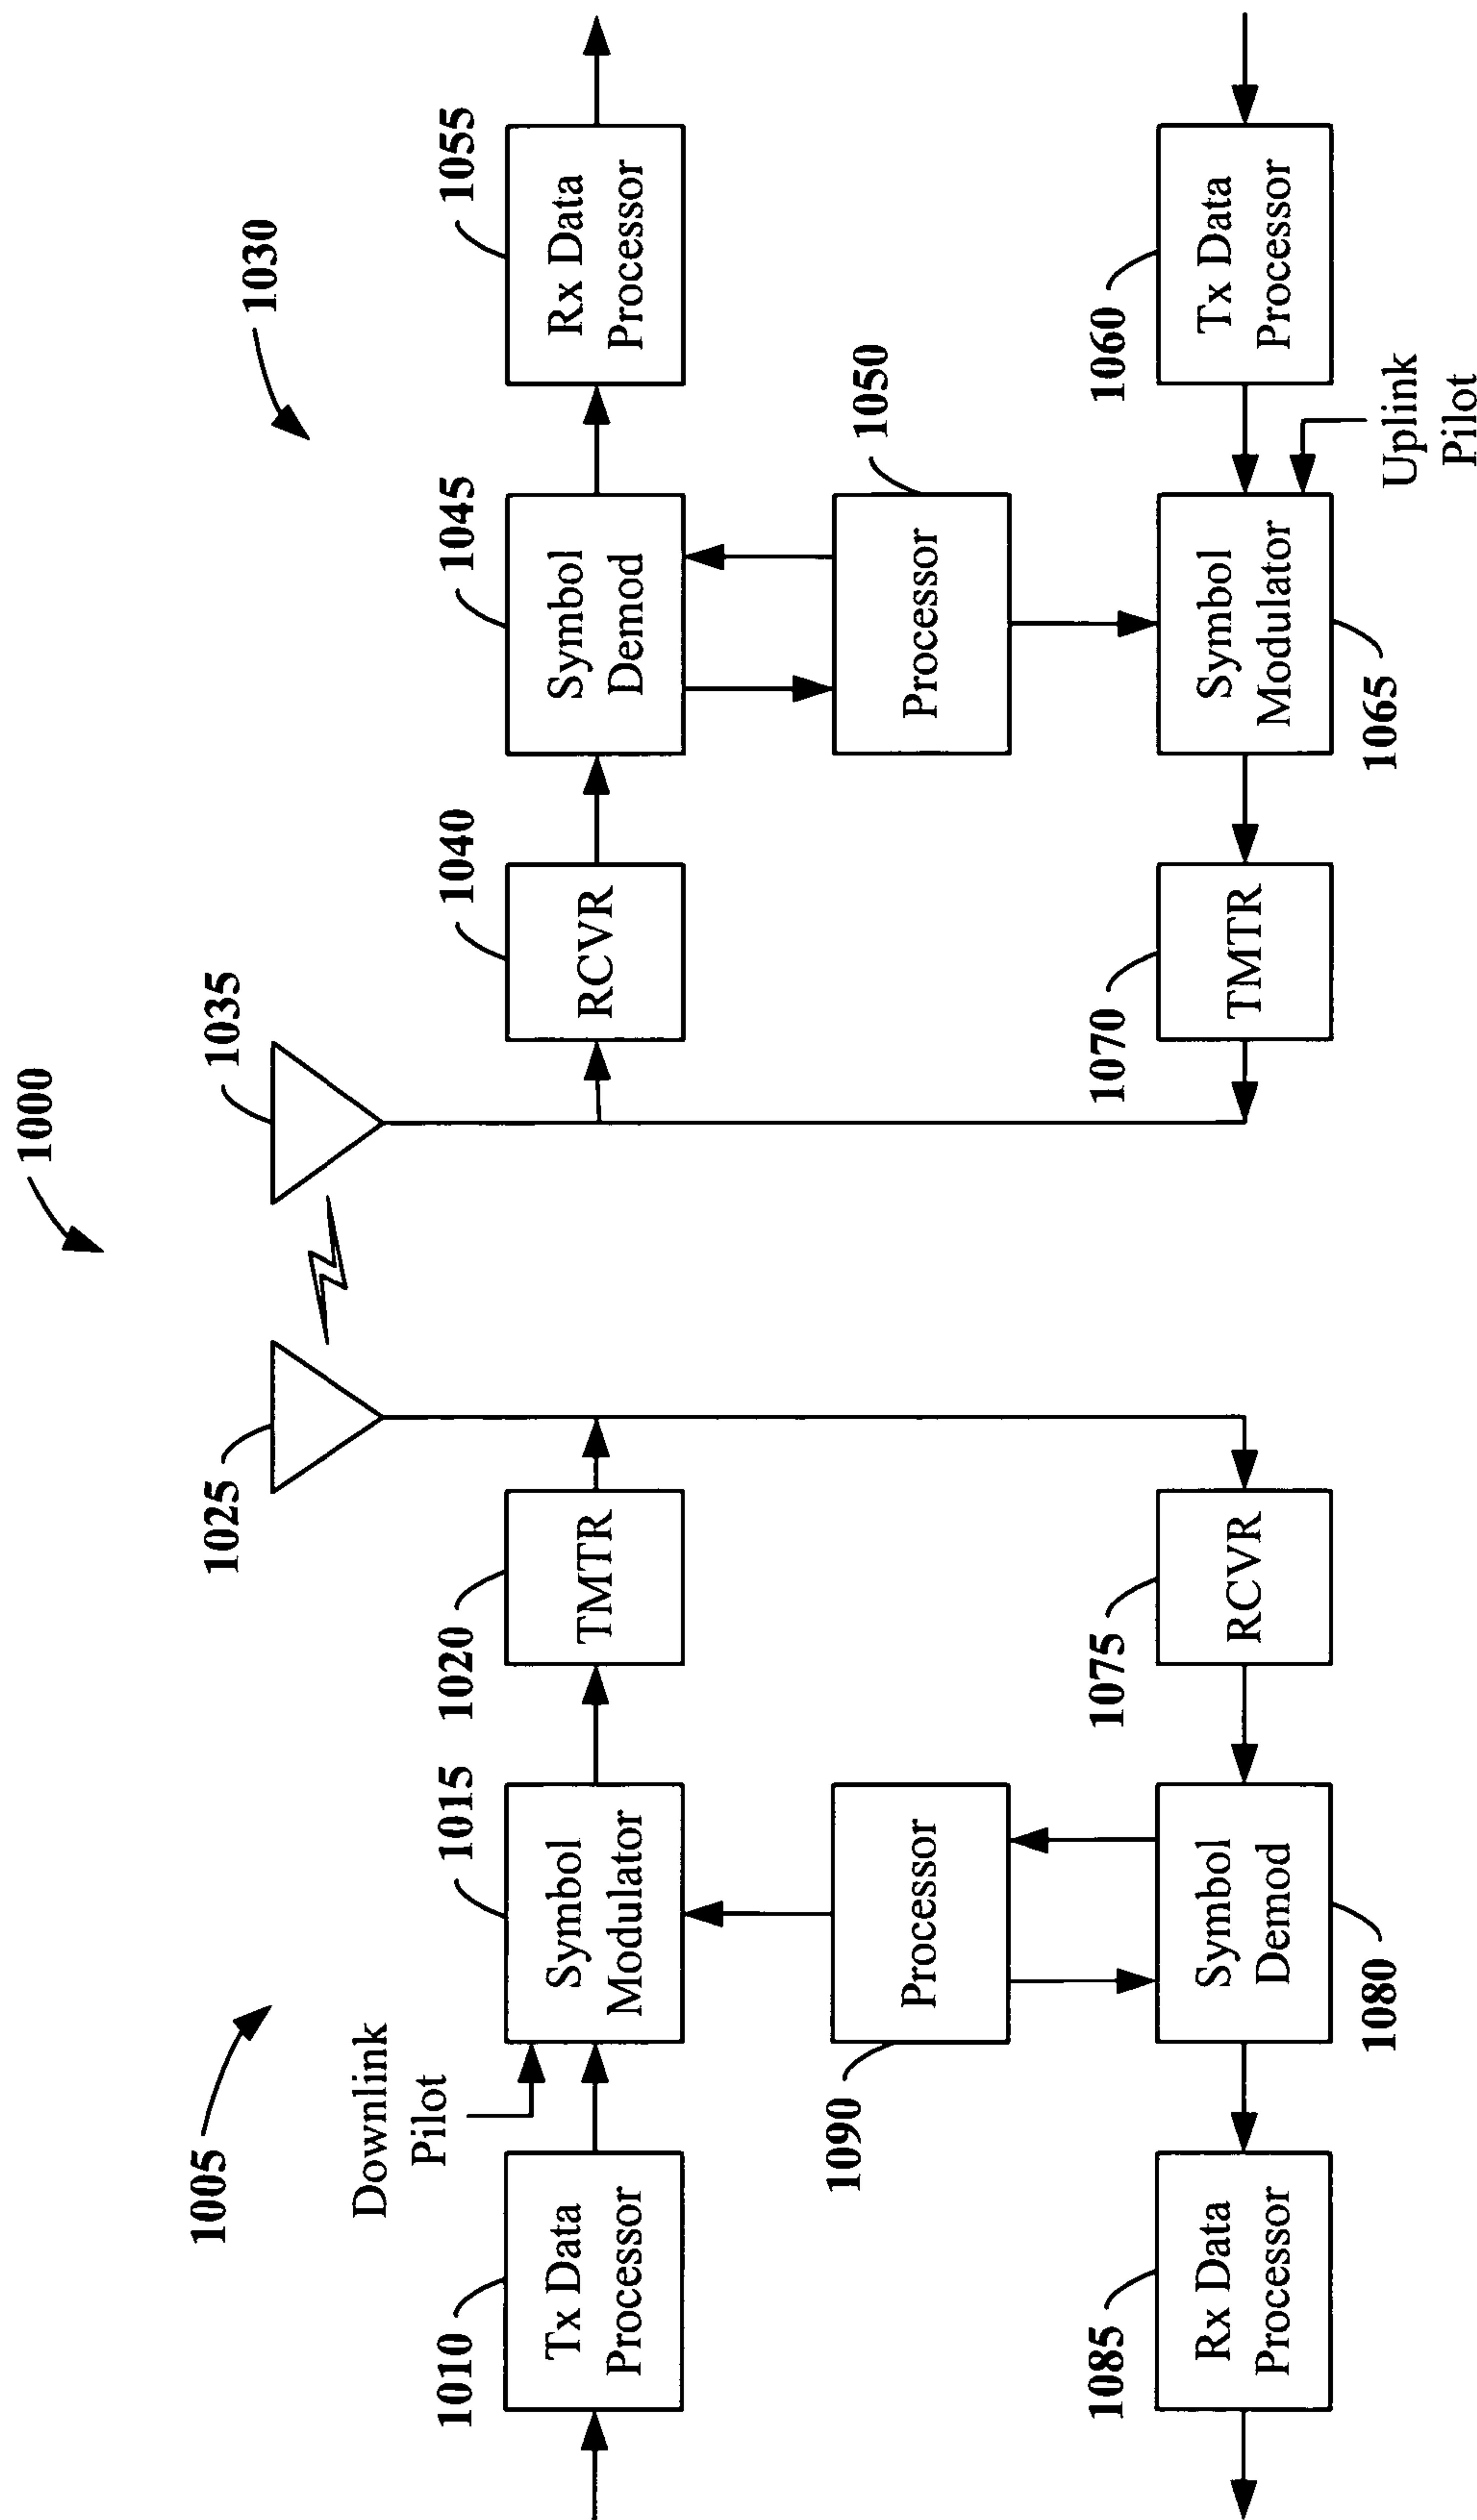 1000
1005
1030
1025
1035
Downlink
Pilot
1010
Tx Data
Processor
1015
Symbol
Modulator
1020
TMTR
1040
RCVR
1045
Symbol
Demod
1055
Rx Data
Processor
1090
Processor
1050
Processor
1085
Rx Data
Processor
1080
Symbol
Demod
1075
RCVR
1070
TMTR
1065
Symbol
Modulator
1060
Tx Data
Processor
Uplink
Pilot